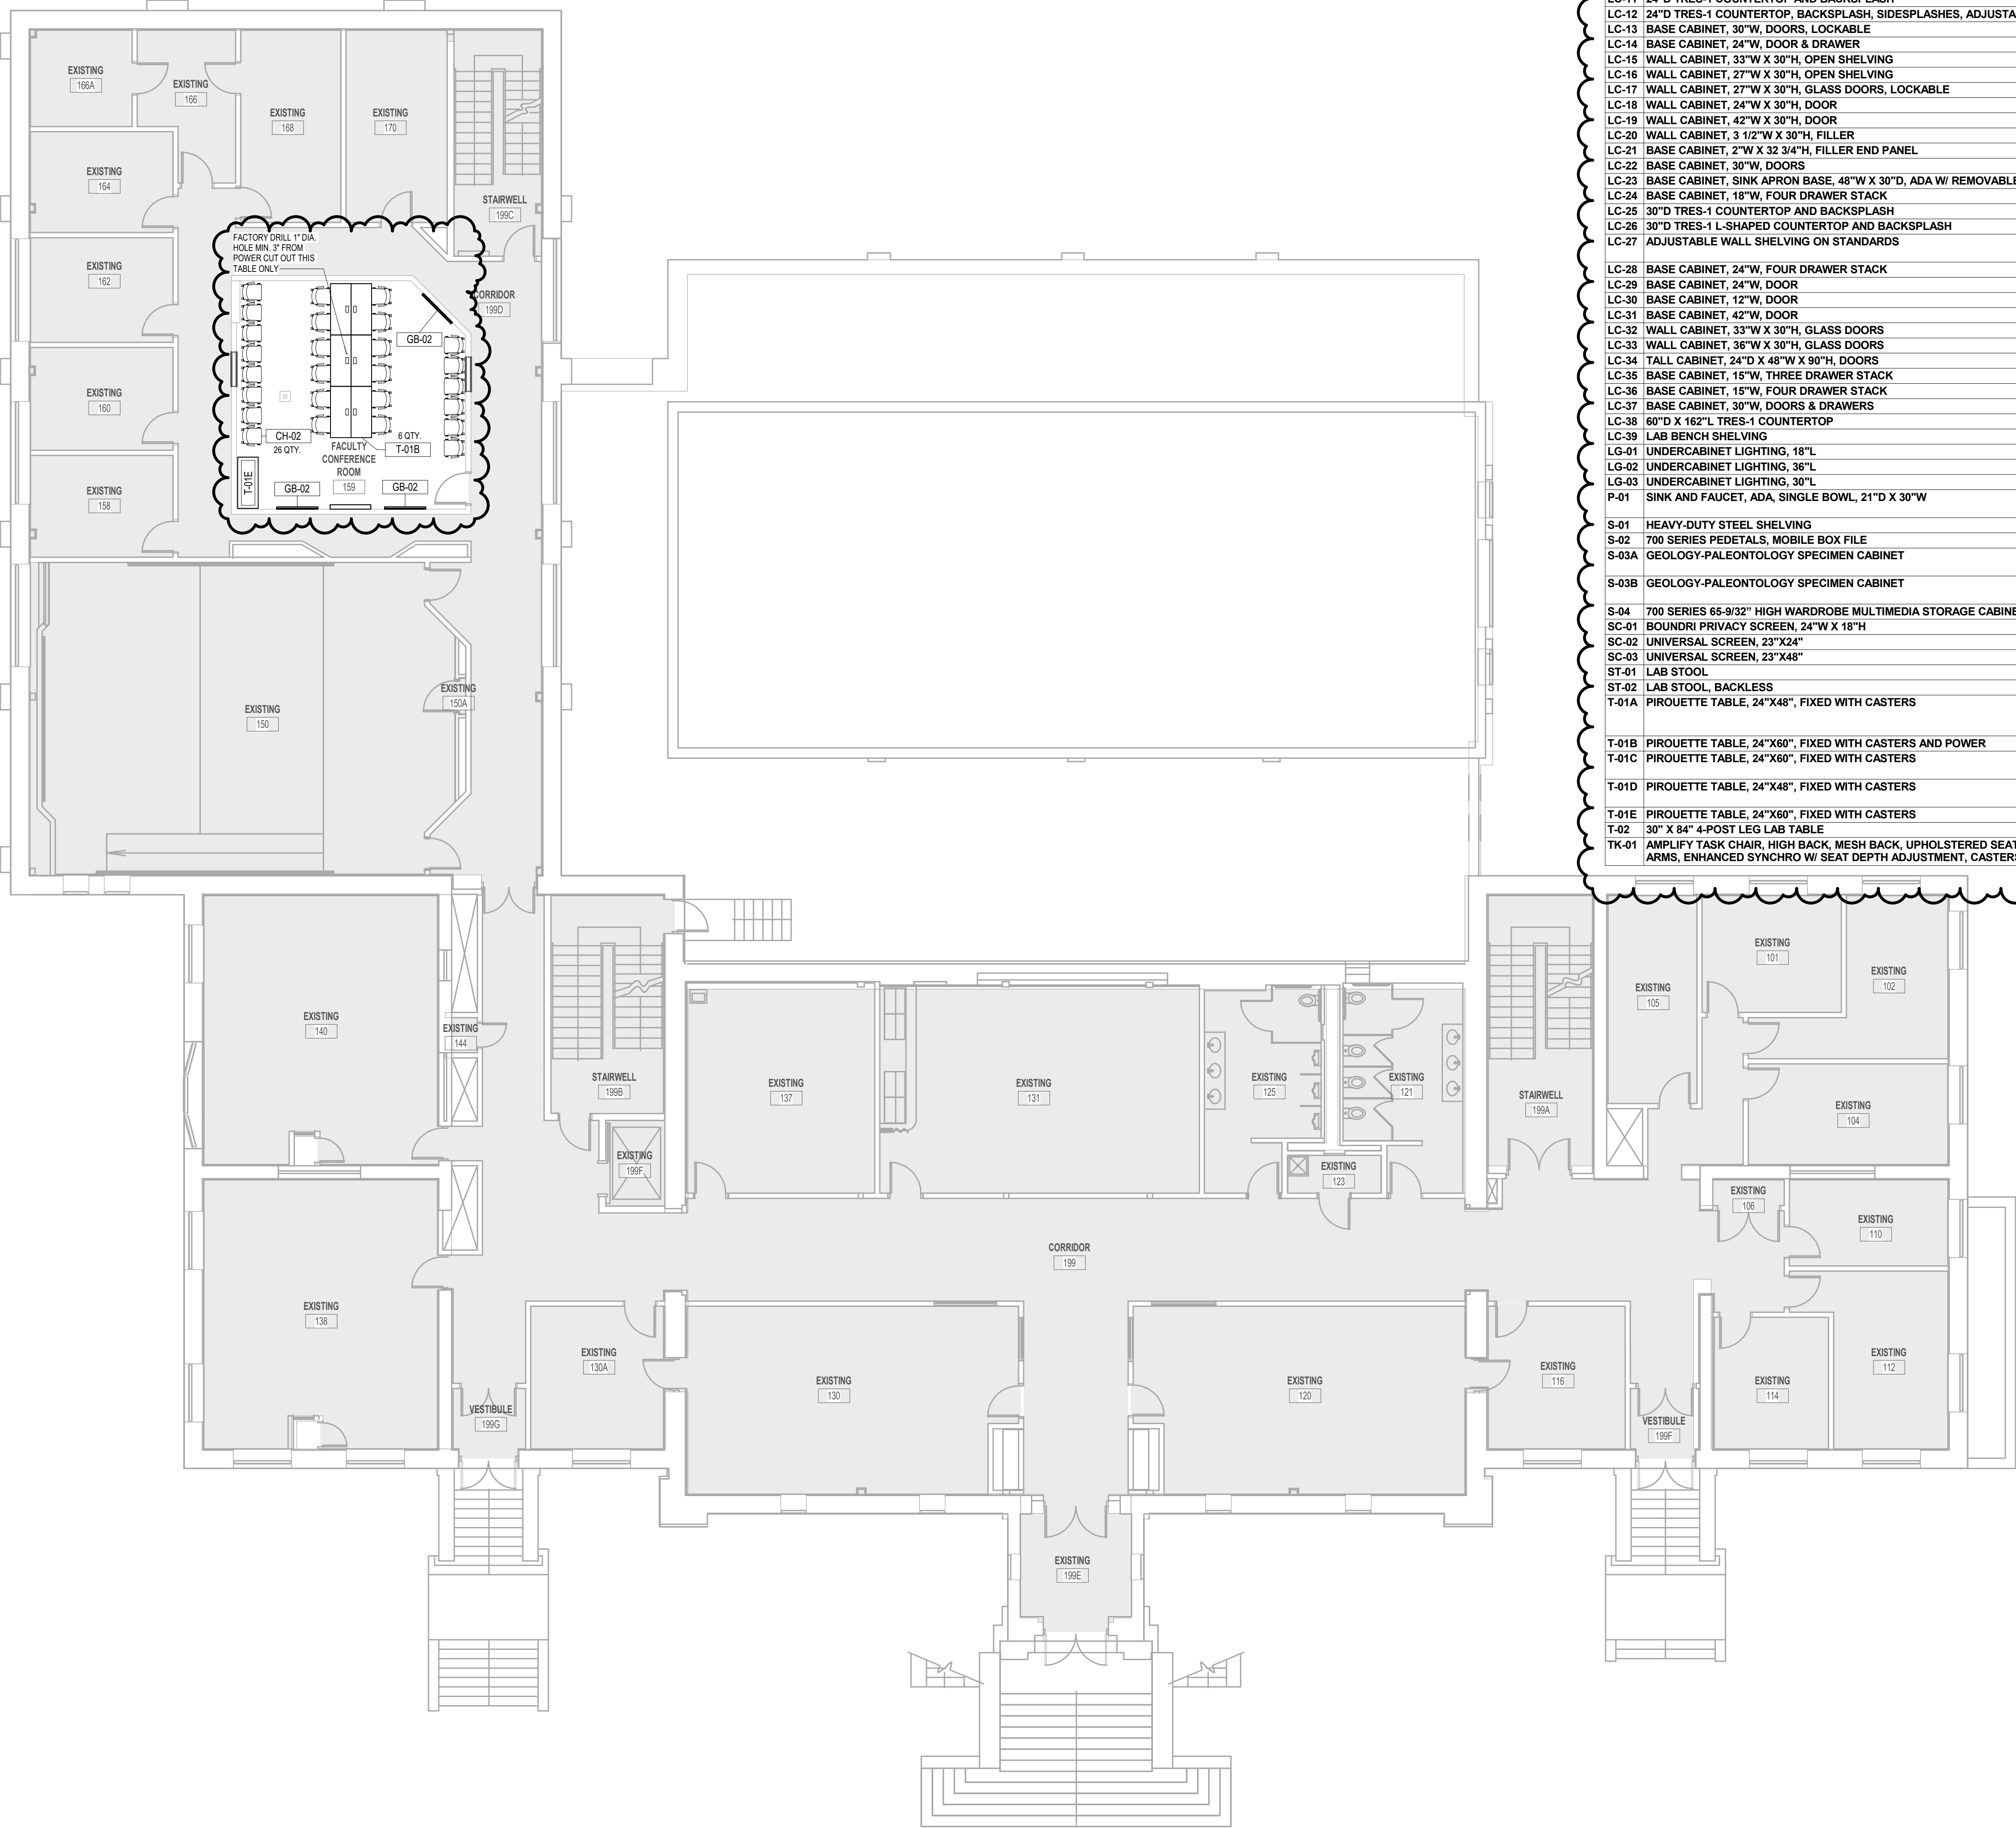 EXISTING
166A
EXISTING
166
EXISTING
168
EXISTING
170
EXISTING
164
STAIRWELL
199C
EXISTING
162
FACTORY DRILL 1" DIA.
HOLE MIN. 3" FROM
POWER CUT OUT THIS
TABLE ONLY
CORRIDOR
199D
GB-02
EXISTING
160
CH-02
26 QTY.
6 QTY.
T-01B
FACULTY
CONFERENCE
ROOM
159
T-01E
GB-02
GB-02
EXISTING
158
EXISTING
150
EXISTING
150A
LC-12 24"D TRES-1 COUNTERTOP, BACKSPLASH, SIDESPLASHES,
LC-13 BASE CABINET, 30"W, DOORS, LOCKABLE
LC-14 BASE CABINET, 24"W, DOOR & DRAWER
LC-15 WALL CABINET, 33"W X 30"H, OPEN SHELVING
LC-16 WALL CABINET, 27"W X 30"H, OPEN SHELVING
LC-17 WALL CABINET, 27"W X 30"H, GLASS DOORS, LOCKABLE
LC-18 WALL CABINET, 24"W X 30"H, DOOR
LC-19 WALL CABINET, 42"W X 30"H, DOOR
LC-20 WALL CABINET, 3 1/2"W X 30"H, FILLER
LC-21 BASE CABINET, 2"W X 32 3/4"H, FILLER END PANEL
LC-22 BASE CABINET, 30"W, DOORS
LC-23 BASE CABINET, SINK APRON BASE, 48"W X 30"D, ADA W/ REMOVABLE
LC-24 BASE CABINET, 18"W, FOUR DRAWER STACK
LC-25 30"D TRES-1 COUNTERTOP AND BACKSPLASH
LC-26 30"D TRES-1 L-SHAPED COUNTERTOP AND BACKSPLASH
LC-27 ADJUSTABLE WALL SHELVING ON STANDARDS
LC-28 BASE CABINET, 24"W, FOUR DRAWER STACK
LC-29 BASE CABINET, 24"W, DOOR
LC-30 BASE CABINET, 12"W, DOOR
LC-31 BASE CABINET, 42"W, DOOR
LC-32 WALL CABINET, 33"W X 30"H, GLASS DOORS
LC-33 WALL CABINET, 36"W X 30"H, GLASS DOORS
LC-34 TALL CABINET, 24"D X 48"W X 90"H, DOORS
LC-35 BASE CABINET, 15"W, THREE DRAWER STACK
LC-36 BASE CABINET, 15"W, FOUR DRAWER STACK
LC-37 BASE CABINET, 30"W, DOORS & DRAWERS
LC-38 60"D X 162"L TRES-1 COUNTERTOP
LC-39 LAB BENCH SHELVING
LG-01 UNDERCABINET LIGHTING, 18"L
LG-02 UNDERCABINET LIGHTING, 36"L
LG-03 UNDERCABINET LIGHTING, 30"L
P-01 SINK AND FAUCET, ADA, SINGLE BOWL, 21"D X 30"W
S-01 HEAVY-DUTY STEEL SHELVING
S-02 700 SERIES PEDETALS, MOBILE BOX FILE
S-03A GEOLOGY-PALEONTOLOGY SPECIMEN CABINET
S-03B GEOLOGY-PALEONTOLOGY SPECIMEN CABINET
S-04 700 SERIES 65-9/32” HIGH WARDROBE MULTIMEDIA STORAGE
SC-01 BOUNDRI PRIVACY SCREEN, 24"W X 18"H
SC-02 UNIVERSAL SCREEN, 23"X24"
SC-03 UNIVERSAL SCREEN, 23"X48"
ST-01 LAB STOOL
ST-02 LAB STOOL, BACKLESS
T-01A PIROUETTE TABLE, 24"X48", FIXED WITH CASTERS
T-01B PIROUETTE TABLE, 24"X60", FIXED WITH CASTERS AND POWER
T-01C PIROUETTE TABLE, 24"X60", FIXED WITH CASTERS
T-01D PIROUETTE TABLE, 24"X48", FIXED WITH CASTERS
T-01E PIROUETTE TABLE, 24"X60", FIXED WITH CASTERS
T-02 30" X 84" 4-POST LEG LAB TABLE
TK-01 AMPLIFY TASK CHAIR, HIGH BACK, MESH BACK, UPHOLSTERED SEAT
ARMS, ENHANCED SYNCHRO W/ SEAT DEPTH ADJUSTMENT, CASTERS
EXISTING
101
EXISTING
102
EXISTING
105
EXISTING
140
EXISTING
144
STAIRWELL
199B
EXISTING
137
EXISTING
131
EXISTING
125
EXISTING
121
STAIRWELL
199A
EXISTING
104
EXISTING
199F
EXISTING
123
EXISTING
106
EXISTING
110
CORRIDOR
199
EXISTING
138
EXISTING
130A
EXISTING
130
EXISTING
120
EXISTING
116
EXISTING
114
EXISTING
112
VESTIBULE
199G
VESTIBULE
199F
EXISTING
199E